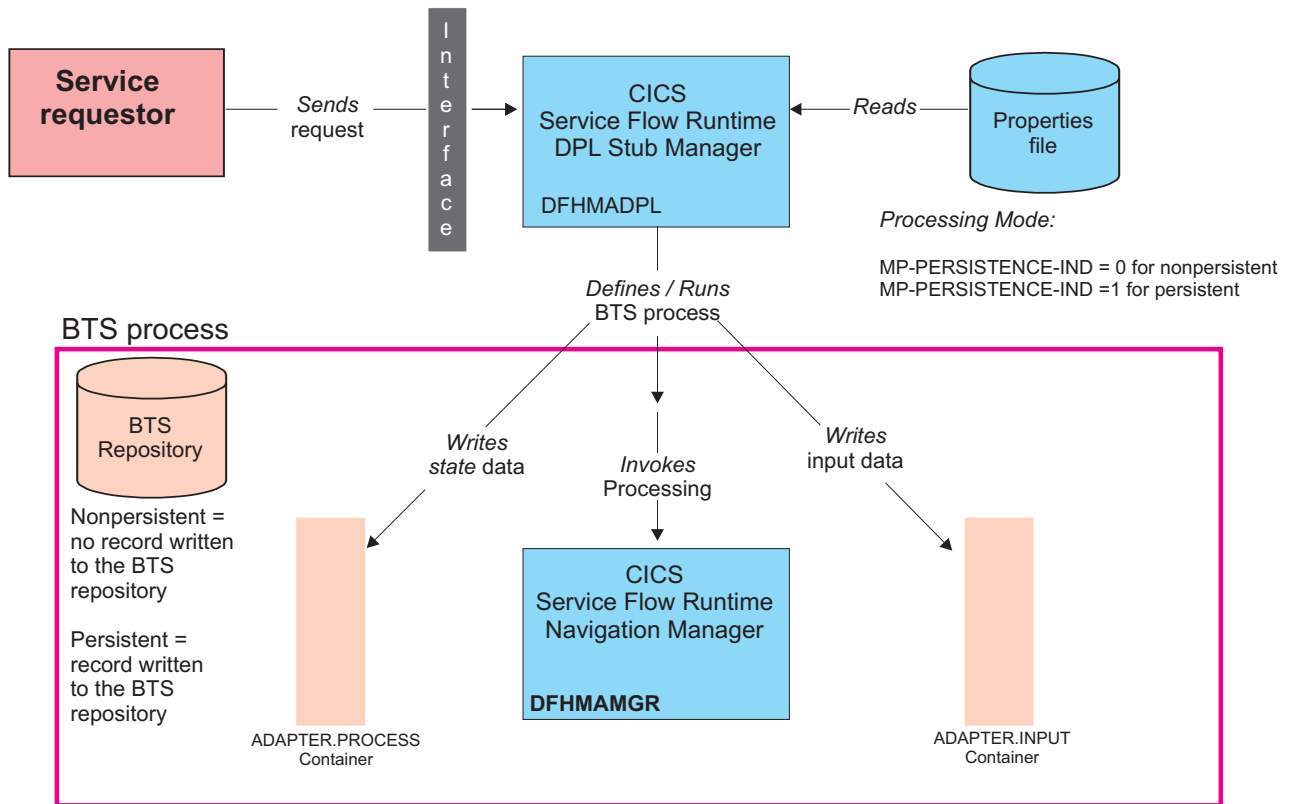 Service
requestor
Sends
request
Interface
CICS
Service Flow Runtime
DPL Stub Manager
DFHMADPL
Reads
Properties
file
Processing Mode:
MP-PERSISTENCE-IND = 0 for nonpersistent
MP-PERSISTENCE-IND =1 for persistent
Defines / Runs
BTS process
BTS process
BTS
Repository
Nonpersistent =
no record written
to the BTS
repository
Persistent =
record written
to the BTS
repository
Writes
state data
Invokes
Processing
Writes
input data
ADAPTER.PROCESS
Container
CICS
Service Flow Runtime
Navigation Manager
DFHMAMGR
ADAPTER.INPUT
Container